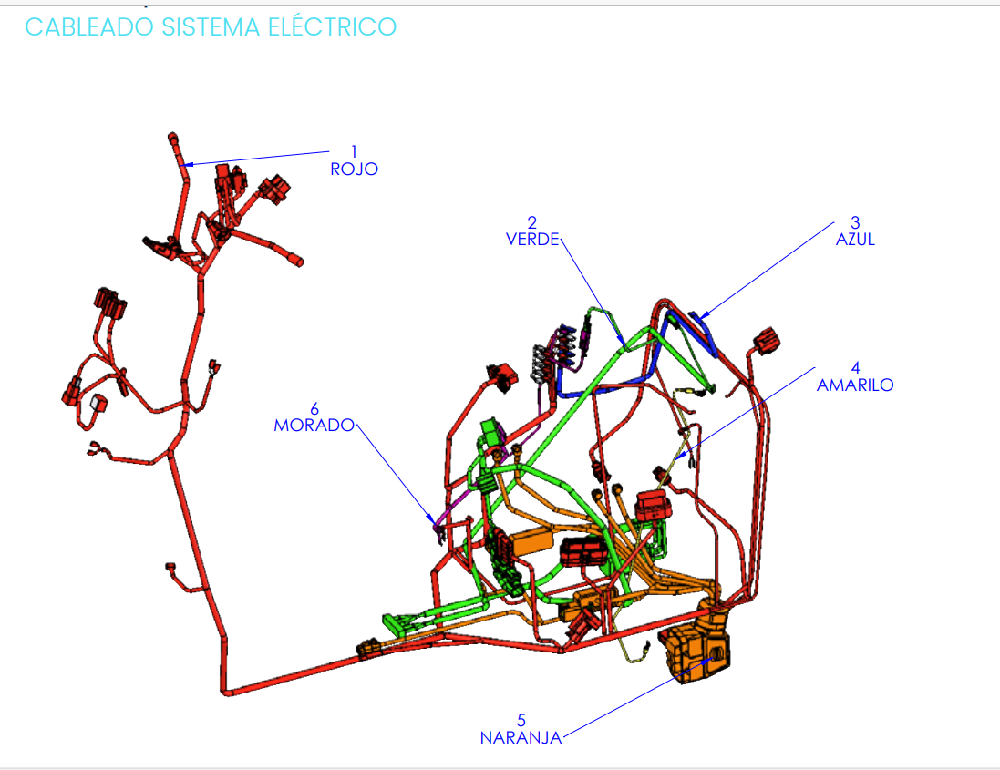 CABLEADO SISTEMA ELÉCTRICO
1
ROJO
2
VERDE
3
AZUL
4
AMARILO
6
MORADO
5
NARANJA